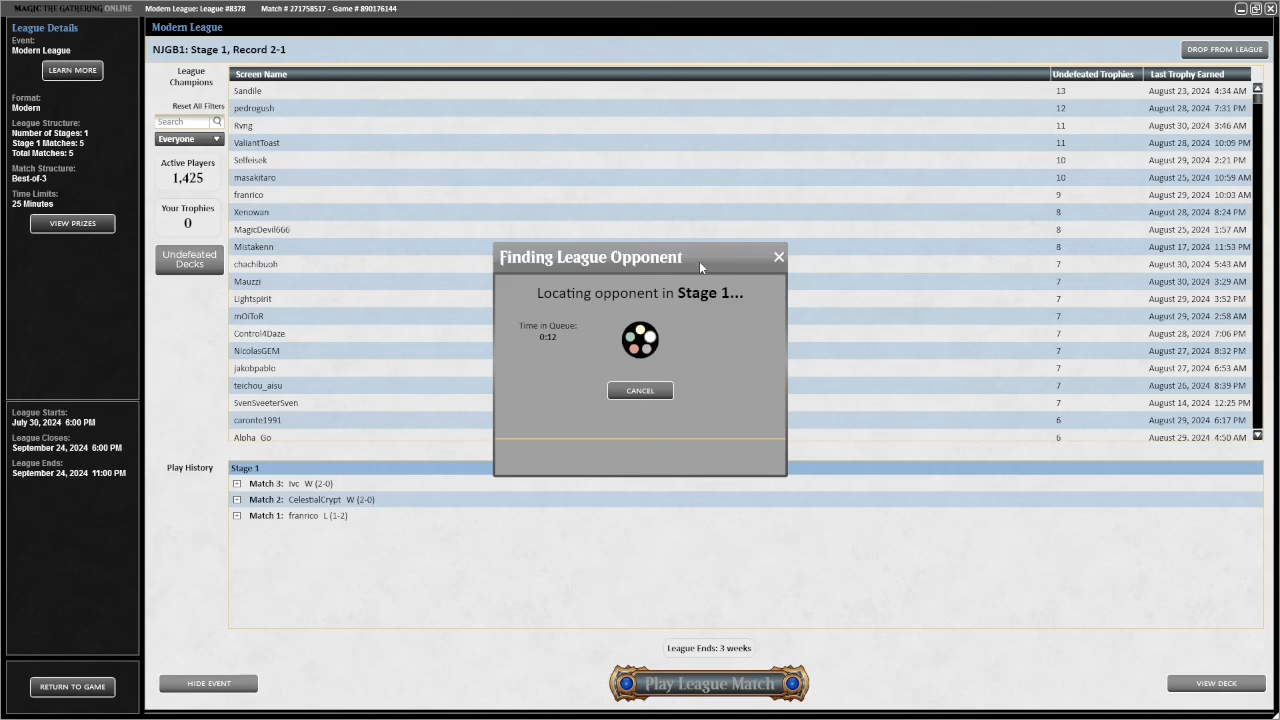 MAGIC THE GATHERING ONLINE Modern League: League #8378 Match # 271758517 - Game # 890176144
League Details
Event:
Modern League
LEARN MORE
Format:
Modern
League Structure:
Number of Stages: 1
Stage 1 Matches: 5
Total Matches: 5
Match Structure:
Best-of-3
Time Limits:
25 Minutes
VIEW PRIZES
League Starts:
July 30, 2024 6:00 PM
League Closes:
September 24, 2024 6:00 PM
League Ends:
September 24, 2024 11:00 PM
RETURN TO GAME
Modern League
NJGB1: Stage 1, Record 2-1
DROP FROM LEAGUE
League
Champions
Reset All Filters
Search
Everyone
Active Players
1,425
Your Trophies
0
Undefeated
Decks
Screen Name Undefeated Trophies Last Trophy Earned
Sandile 13 August 23, 2024 4:34 AM
pedrogush 12 August 28, 2024 7:31 PM
Rvng 11 August 30, 2024 3:46 AM
ValiantToast 11 August 28, 2024 10:09 PM
Selfeisek 10 August 29, 2024 2:21 PM
masakitaro 10 August 25, 2024 10:59 AM
franrico 9 August 29, 2024 10:03 AM
Xenowan 8 August 28, 2024 8:24 PM
MagicDevil666 8 August 25, 2024 1:57 AM
Mistakenn 8 August 17, 2024 11:53 PM
chachibuoh 7 August 30, 2024 5:43 AM
Mauzzi 7 August 30, 2024 3:29 AM
Lightspirit 7 August 29, 2024 3:52 PM
mOiToR 7 August 29, 2024 2:58 AM
Control4Daze 7 August 28, 2024 7:06 PM
NicolasGEM 7 August 27, 2024 8:32 PM
jakobpablo 7 August 27, 2024 6:53 AM
teichou_aisu 7 August 26, 2024 8:39 PM
SvenSveeterSven 7 August 14, 2024 12:25 PM
caronte1991 6 August 29, 2024 6:17 PM
Alpha_Go 6 August 29, 2024 4:50 AM
Finding League Opponent
Locating opponent in Stage 1...
Time in Queue:
0:12
CANCEL
Play History
Stage 1
Match 3: Ivc W (2-0)
Match 2: CelestialCrypt W (2-0)
Match 1: franrico L (1-2)
League Ends: 3 weeks
HIDE EVENT
Play League Match
VIEW DECK